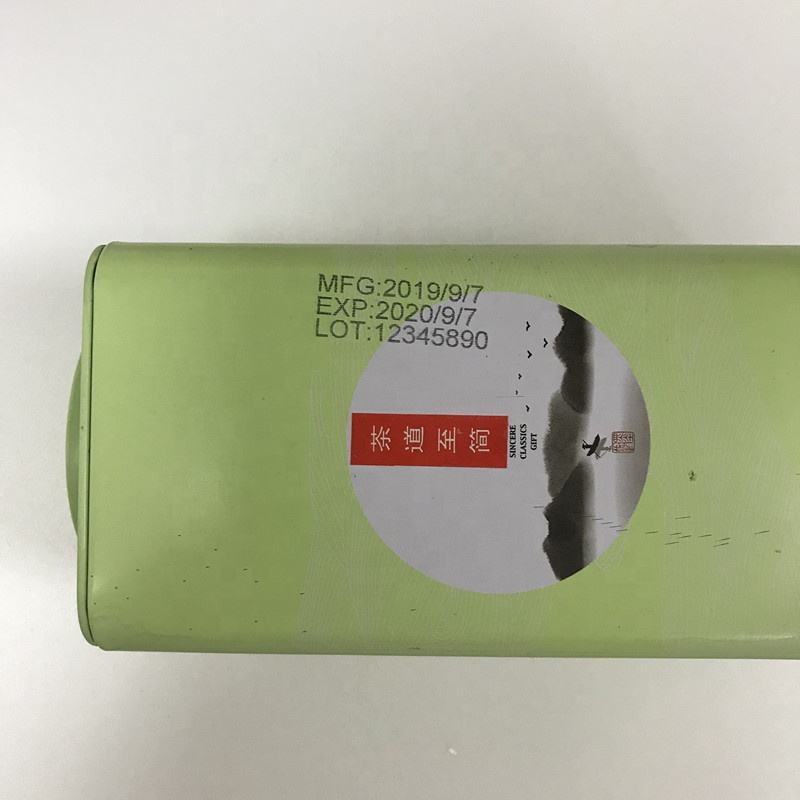 MFG:2019/9/7
EXP:2020/9/7
LOT:12345890
茶道至简
SINCERE
CLASSICS
GIFT